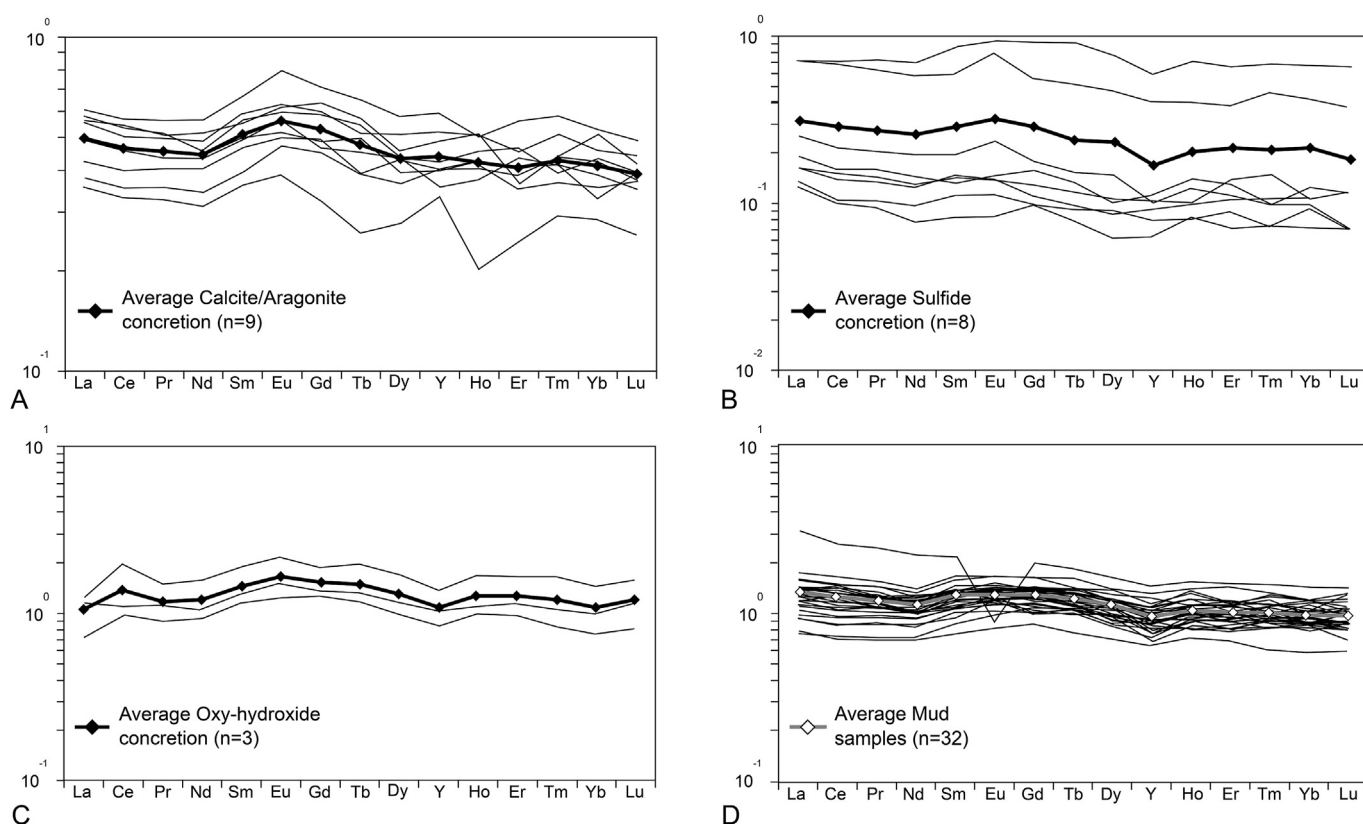 10 0
10 -1
La Ce Pr Nd Sm Eu Gd Tb Dy Y Ho Er Tm Yb Lu
Average Calcite/Aragonite
concretion (n=9)
A
10 0
10 -1
10 -2
La Ce Pr Nd Sm Eu Gd Tb Dy Y Ho Er Tm Yb Lu
Average Sulfide
concretion (n=8)
B
10 1
10 0
10 -1
La Ce Pr Nd Sm Eu Gd Tb Dy Y Ho Er Tm Yb Lu
Average Oxy-hydroxide
concretion (n=3)
C
10 1
10 0
10 -1
La Ce Pr Nd Sm Eu Gd Tb Dy Y Ho Er Tm Yb Lu
Average Mud
samples (n=32)
D